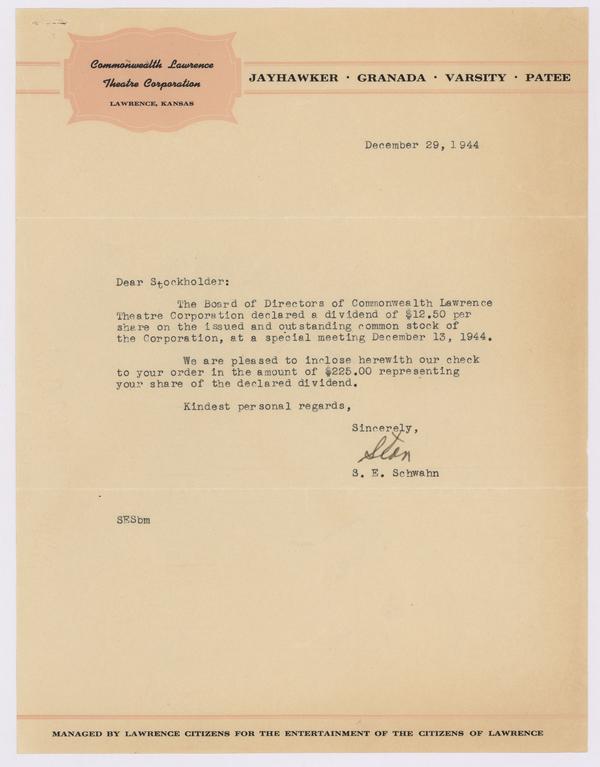 Commonwealth Lawrence
Theatre Corporation
LAWRENCE, KANSAS
JAYHAWKER · GRANADA · VARSITY · PATEE
December 29, 1944
Dear Stockholder:
The Board of Directors of Commonwealth Lawrence
Theatre Corporation declared a dividend of $12.50 per
share on the issued and outstanding common stock of
the Corporation, at a special meeting December 13, 1944.
We are pleased to inclose herewith our check
to your order in the amount of $225.00 representing
your share of the declared dividend.
Kindest personal regards,
Sincerely,
Stan
S. E. Schwahn
SESbm
MANAGED BY LAWRENCE CITIZENS FOR THE ENTERTAINMENT OF THE CITIZENS OF LAWRENCE